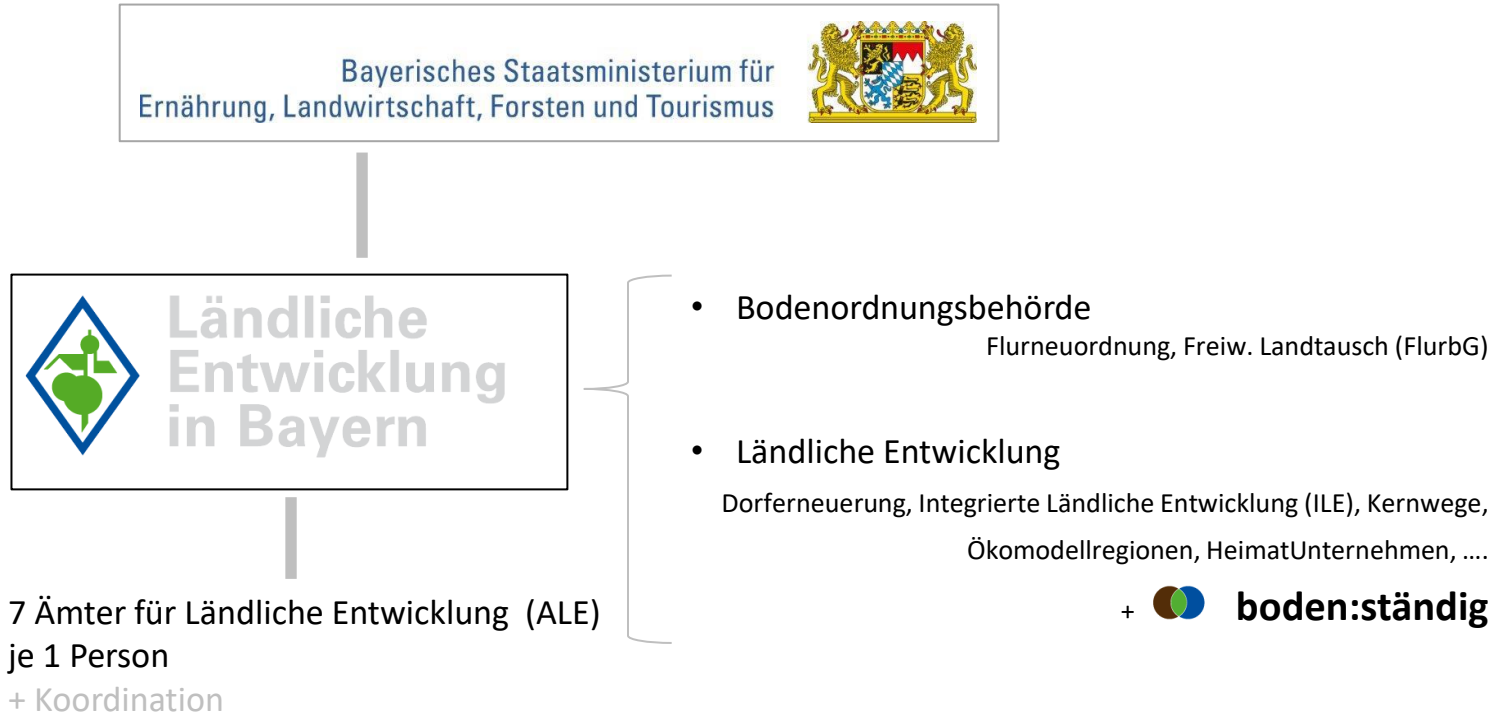 Bayerisches Staatsministerium für
Ernährung, Landwirtschaft, Forsten und Tourismus
Ländliche
Entwicklung
in Bayern
7 Ämter für Ländliche Entwicklung (ALE)
je 1 Person
+ Koordination
• Bodenordnungsbehörde
Flurneuordnung, Freiw. Landtausch (FlurbG)
• Ländliche Entwicklung
Dorferneuerung, Integrierte Ländliche Entwicklung (ILE), Kernwege,
Ökomodellregionen, HeimatUnternehmen, ....
+ boden:ständig